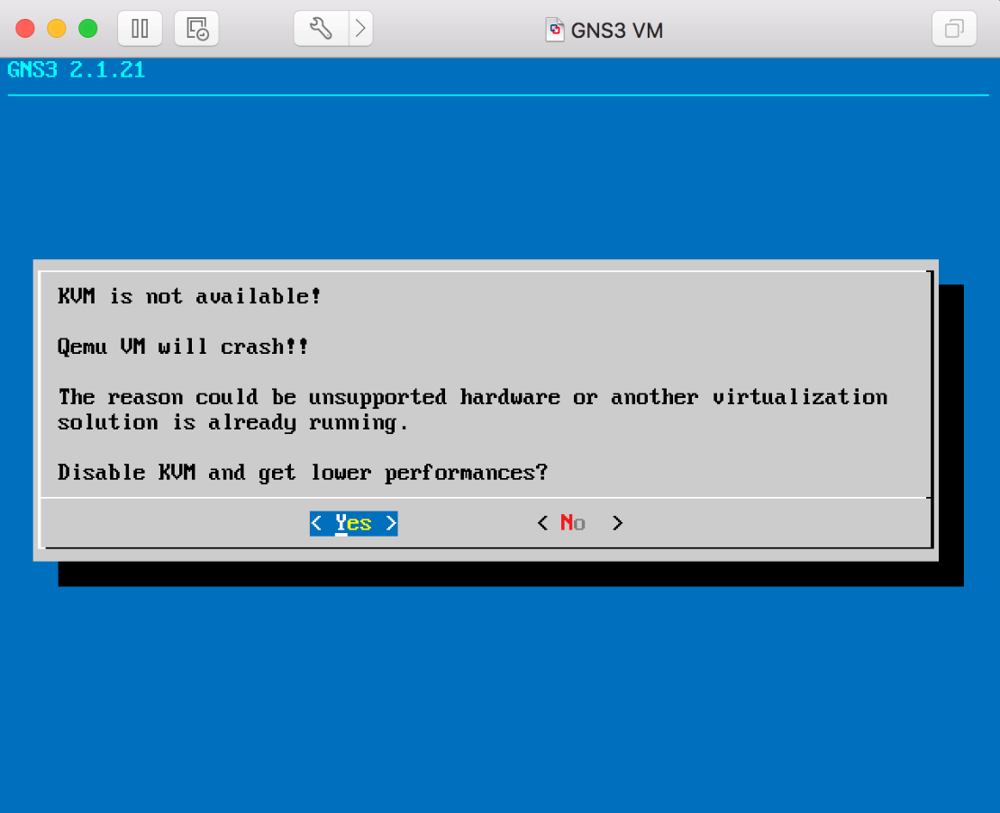 GNS3 VM
GNS3 2.1.21
KVM is not available!
Qemu VM will crash!!
The reason could be unsupported hardware or another virtualization
solution is already running.
Disable KVM and get lower performances?
< Yes > < No >